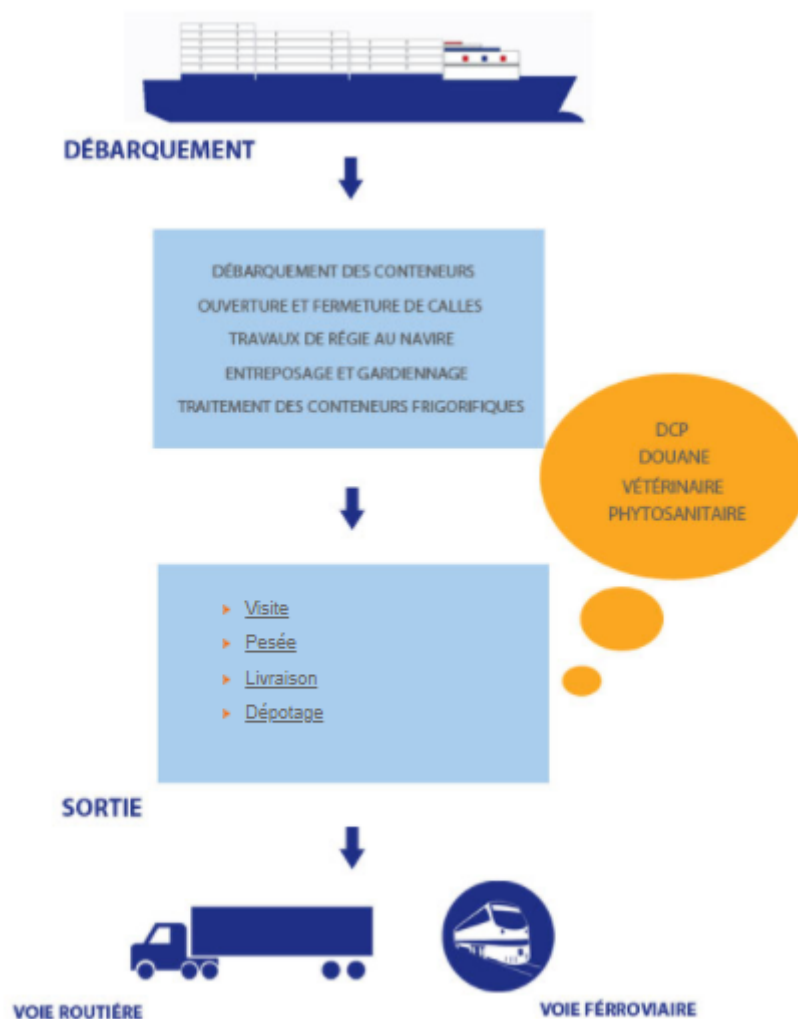 DÉBARQUEMENT
DÉBARQUEMENT DES CONTENEURS
OUVERTURE ET FERMETURE DE CALLES
TRAVAUX DE RÉGIE AU NAVIRE
ENTREPOSAGE ET GARDIENNAGE
TRAITEMENT DES CONTENEURS FRIGORIFIQUES
DCP
DOUANE
VÉTÉRINAIRE
PHYTOSANITAIRE
Visite
Pesée
Livraison
Dépotage
SORTIE
VOIE ROUTIÉRE
VOIE FÉRROVIAIRE